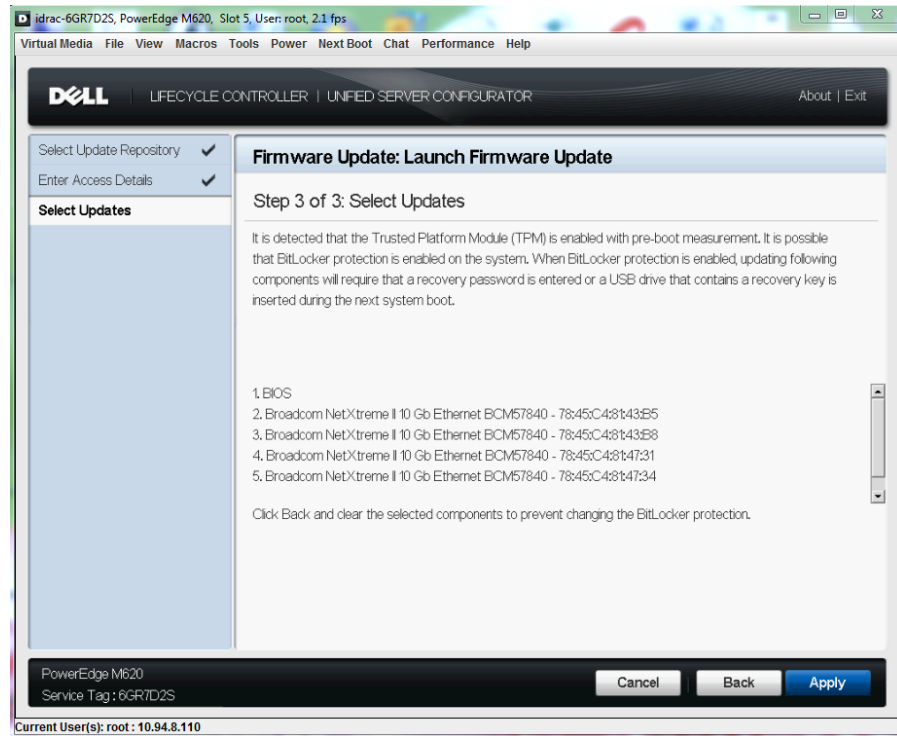 idrac-6GR7D2S, PowerEdge M620, Slot 5, User: root, 2.1 fps
Virtual Media File View Macros Tools Power Next Boot Chat Performance Help
DELL LIFECYCLE CONTROLLER | UNIFIED SERVER CONFIGURATOR About | Exit
Select Update Repository
Enter Access Details
Select Updates
Firmware Update: Launch Firmware Update
Step 3 of 3: Select Updates
It is detected that the Trusted Platform Module (TPM) is enabled with pre-boot measurement. It is possible
that BitLocker protection is enabled on the system. When BitLocker protection is enabled, updating following
components will require that a recovery password is entered or a USB drive that contains a recovery key is
inserted during the next system boot.
1. BIOS
2. Broadcom NetXtreme II 10 Gb Ethernet BCM57840 - 78:45:C4:81:43:B5
3. Broadcom NetXtreme II 10 Gb Ethernet BCM57840 - 78:45:C4:81:43:B8
4. Broadcom NetXtreme II 10 Gb Ethernet BCM57840 - 78:45:C4:81:47:31
5. Broadcom NetXtreme II 10 Gb Ethernet BCM57840 - 78:45:C4:81:47:34
Click Back and clear the selected components to prevent changing the BitLocker protection.
PowerEdge M620
Service Tag : 6GR7D2S
Cancel Back Apply
Current User(s): root : 10.94.8.110